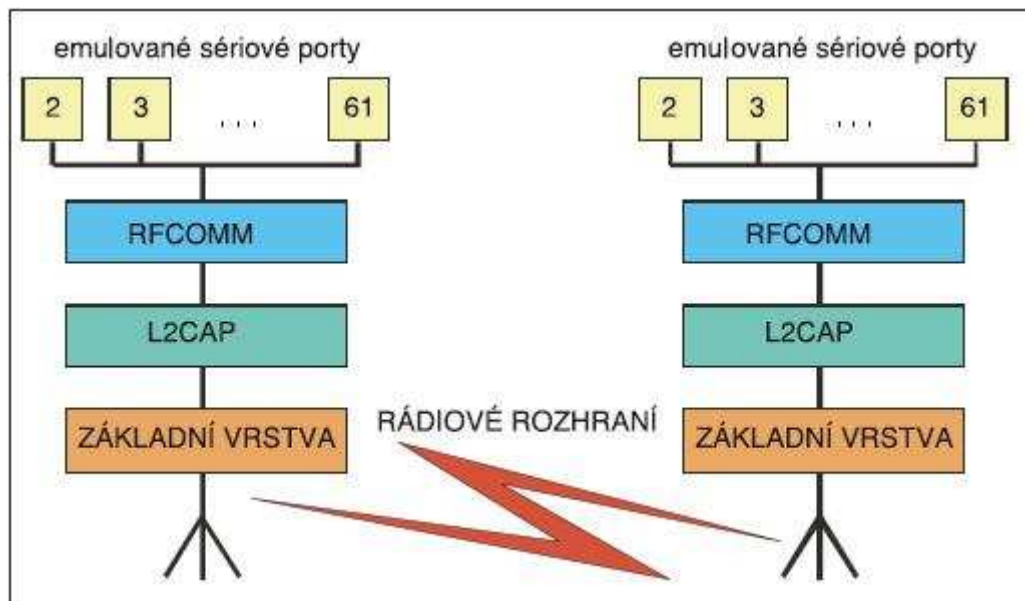 emulované sériové porty
2 3 ... 61
RFCOMM
L2CAP
ZÁKLADNÍ VRSTVA
RÁDIOVÉ ROZHRANÍ
emulované sériové porty
2 3 ... 61
RFCOMM
L2CAP
ZÁKLADNÍ VRSTVA